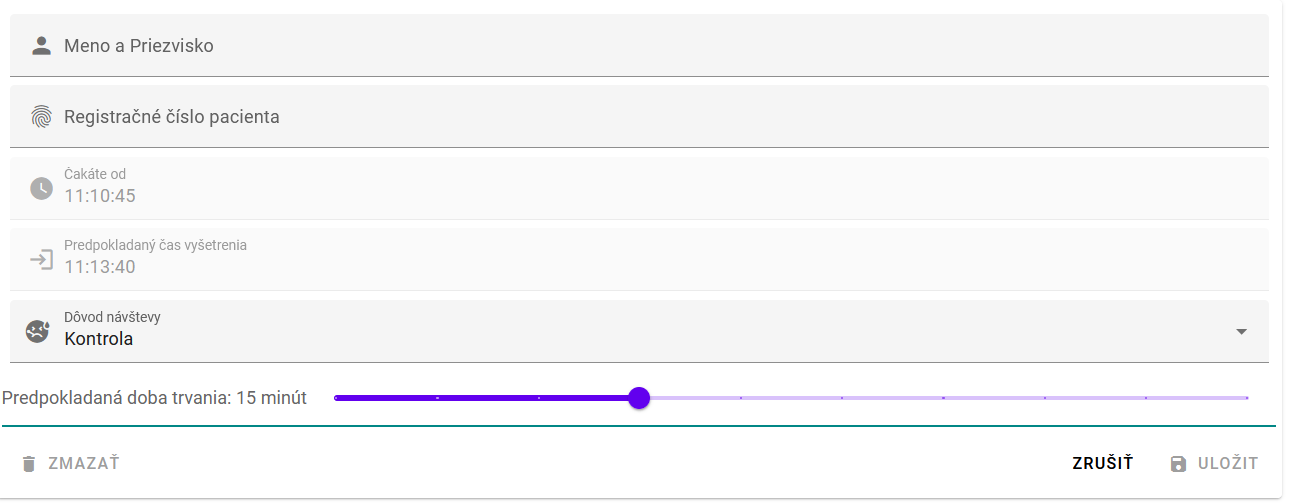 Meno a Priezvisko
Registračné číslo pacienta
Čakáte od
11:10:45
Predpokladaný čas vyšetrenia
11:13:40
Dôvod návštevy
Kontrola
Predpokladaná doba trvania: 15 minút
ZMAZAŤ ZRUŠIŤ ULOŽIT